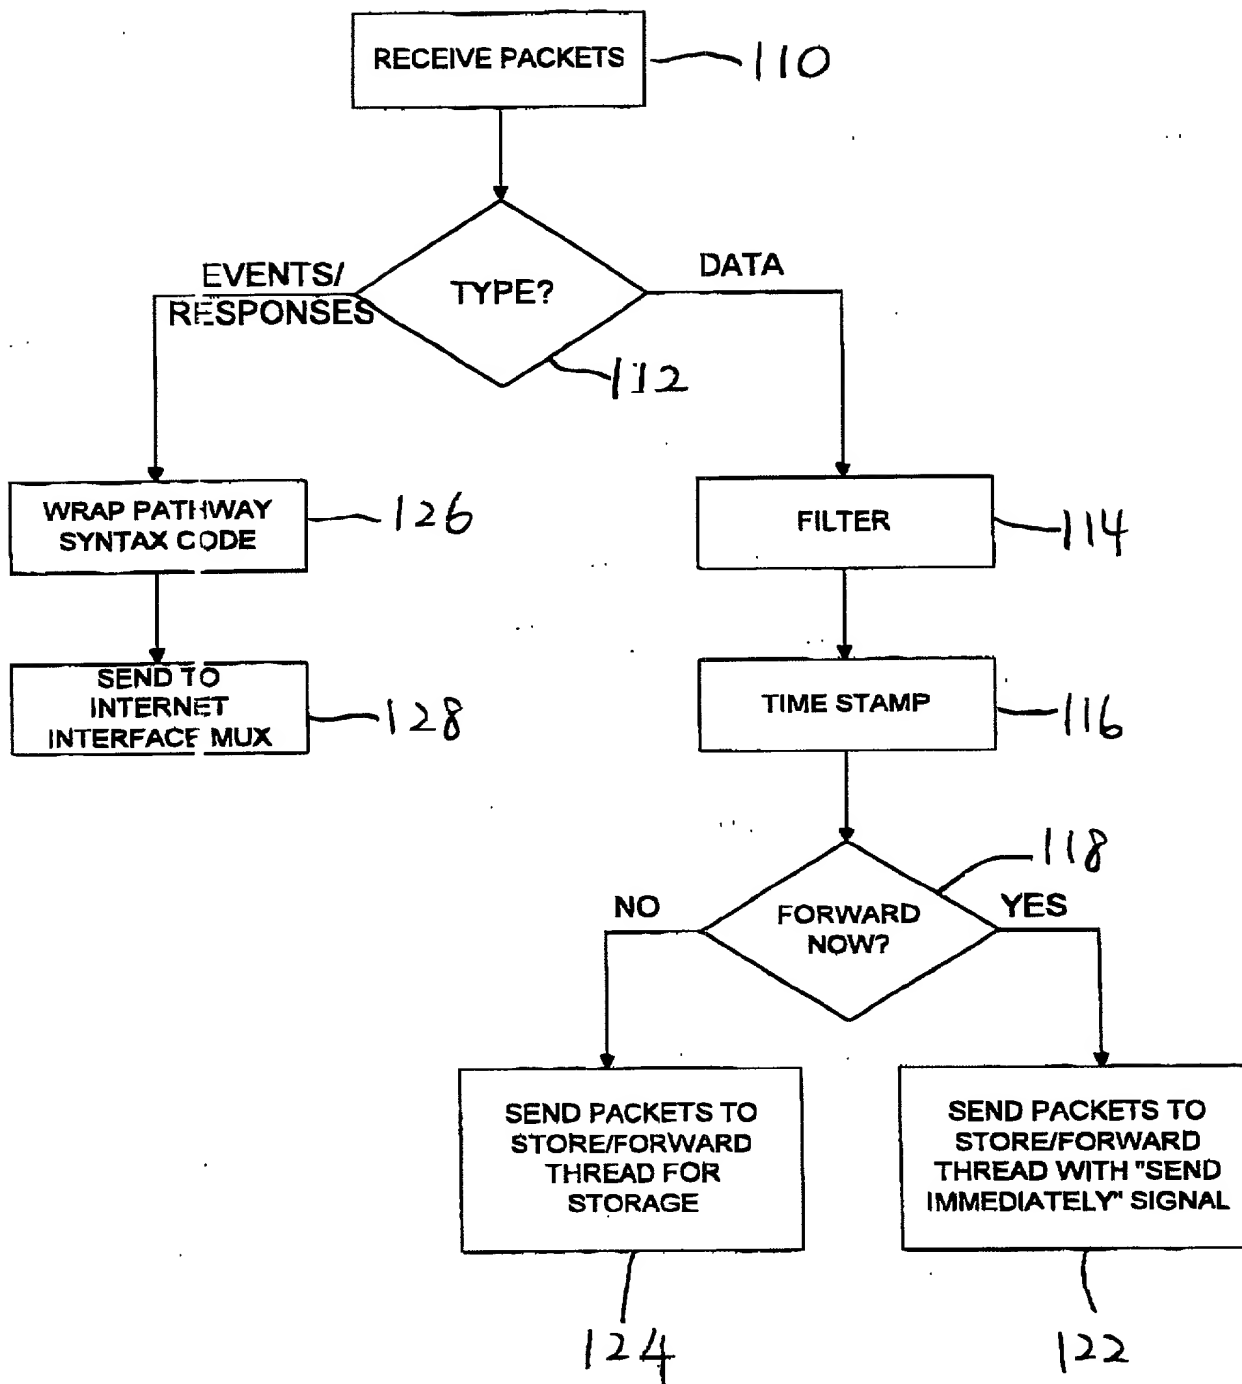 RECEIVE PACKETS
110
EVENTS/
RESPONSES
TYPE?
DATA
112
WRAP PATHWAY
SYNTAX CODE
126
FILTER
114
SEND TO
INTERNET
INTERFACE MUX
128
TIME STAMP
116
118
NO
FORWARD
NOW?
YES
SEND PACKETS TO
STORE/FORWARD
THREAD FOR
STORAGE
SEND PACKETS TO
STORE/FORWARD
THREAD WITH "SEND
IMMEDIATELY" SIGNAL
124
122